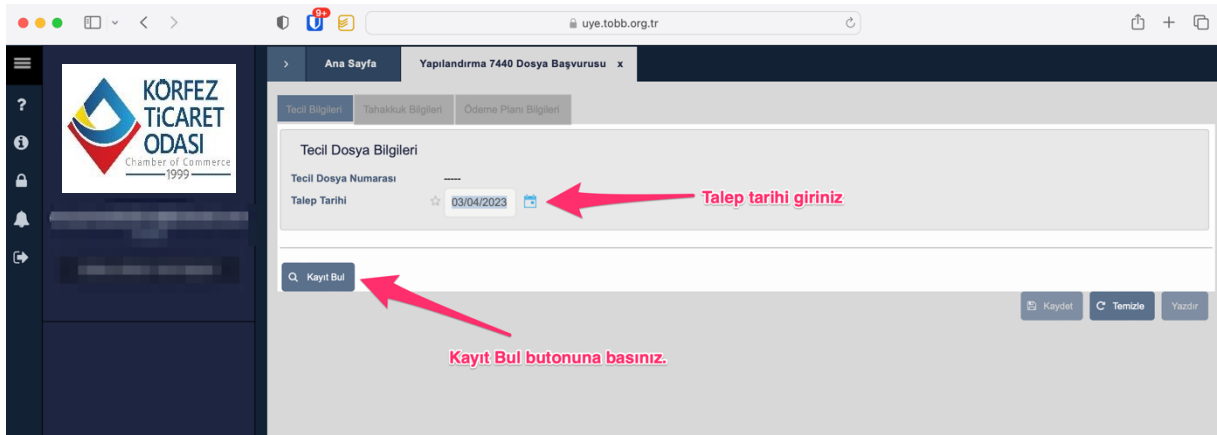 9+
uye.tobb.org.tr
KÖRFEZ
TİCARET
ODASI
Chamber of Commerce
1999
Ana Sayfa
Yapılandırma 7440 Dosya Başvurusu x
Tecil Bilgileri
Tahakkuk Bilgileri
Ödeme Planı Bilgileri
Tecil Dosya Bilgileri
Tecil Dosya Numarası -----
Talep Tarihi 03/04/2023
Talep tarihi giriniz
Kayıt Bul
Kaydet
Temizle
Yazdır
Kayıt Bul butonuna basınız.